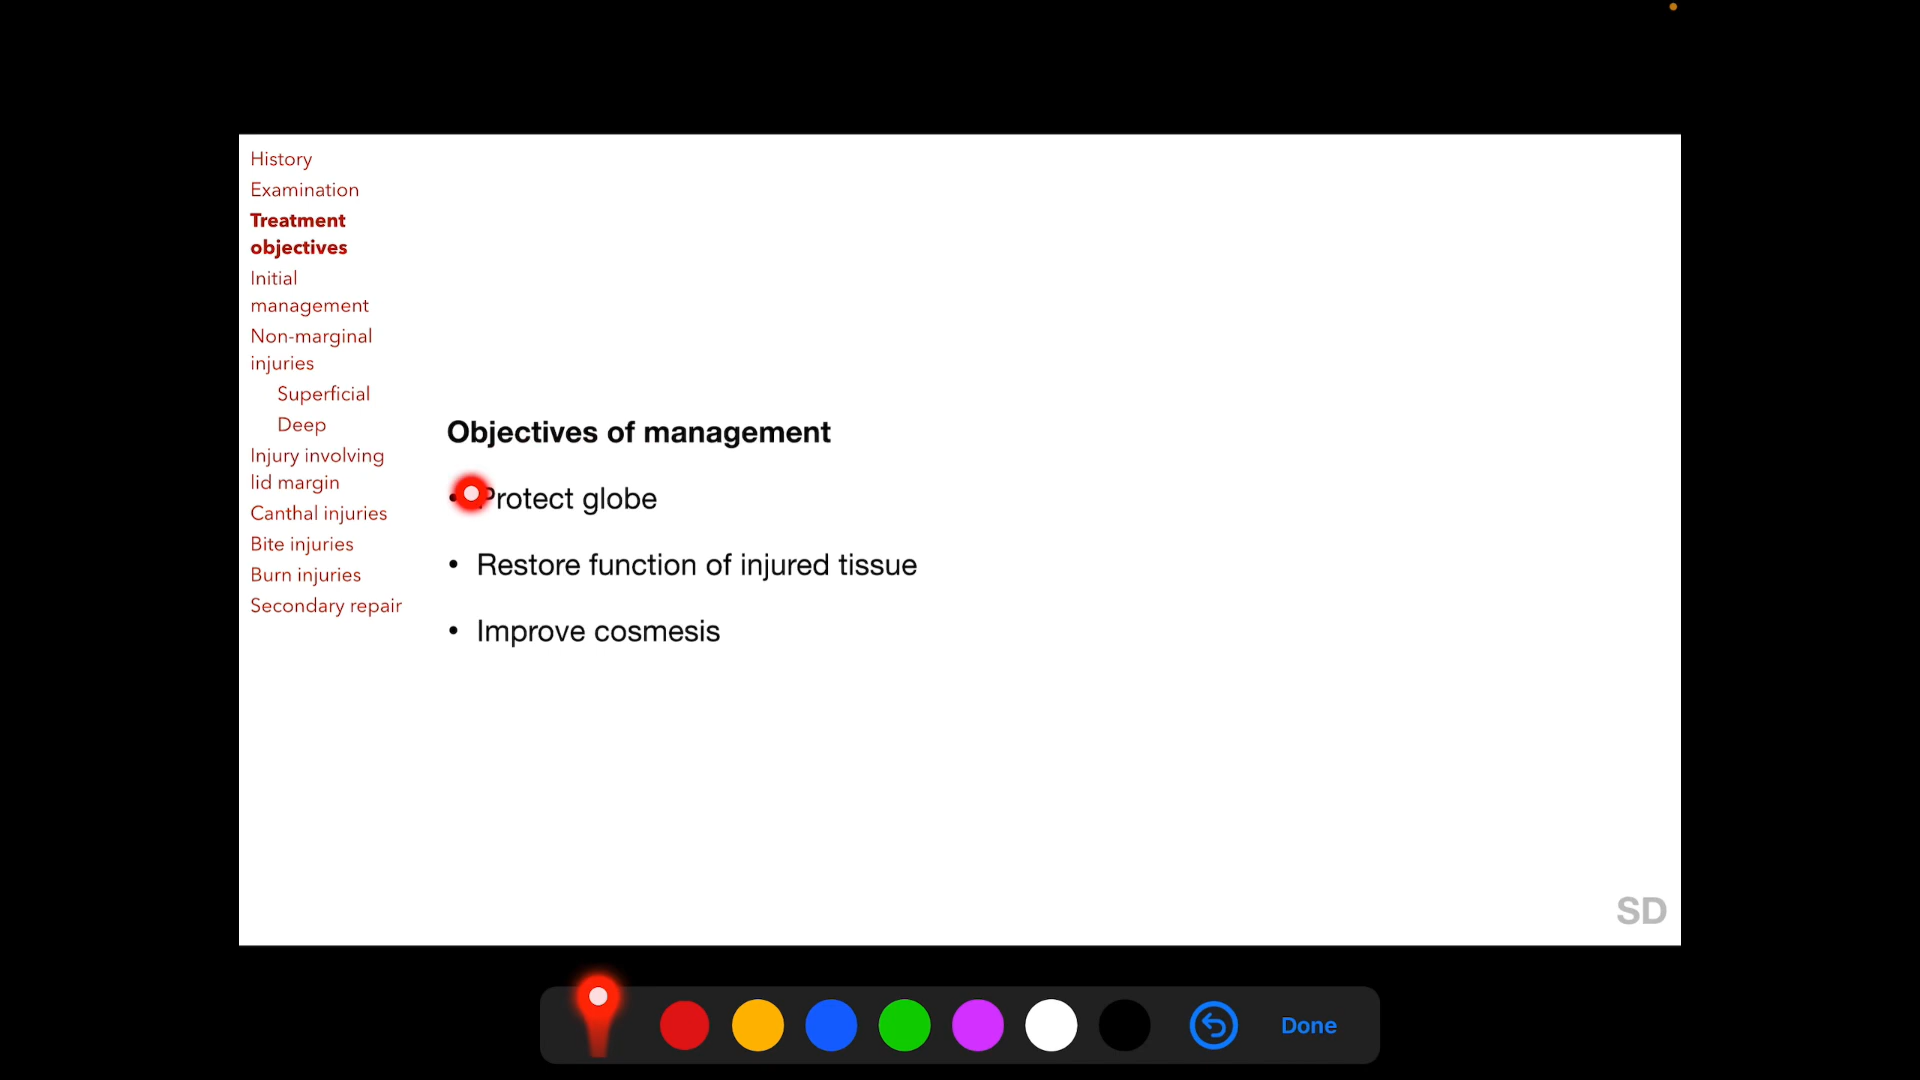 History
Examination
Treatment
objectives
Initial
management
Non-marginal
injuries
Superficial
Deep
Injury involving
lid margin
Canthal injuries
Bite injuries
Burn injuries
Secondary repair
Objectives of management
• Protect globe
• Restore function of injured tissue
• Improve cosmesis
SD
Done